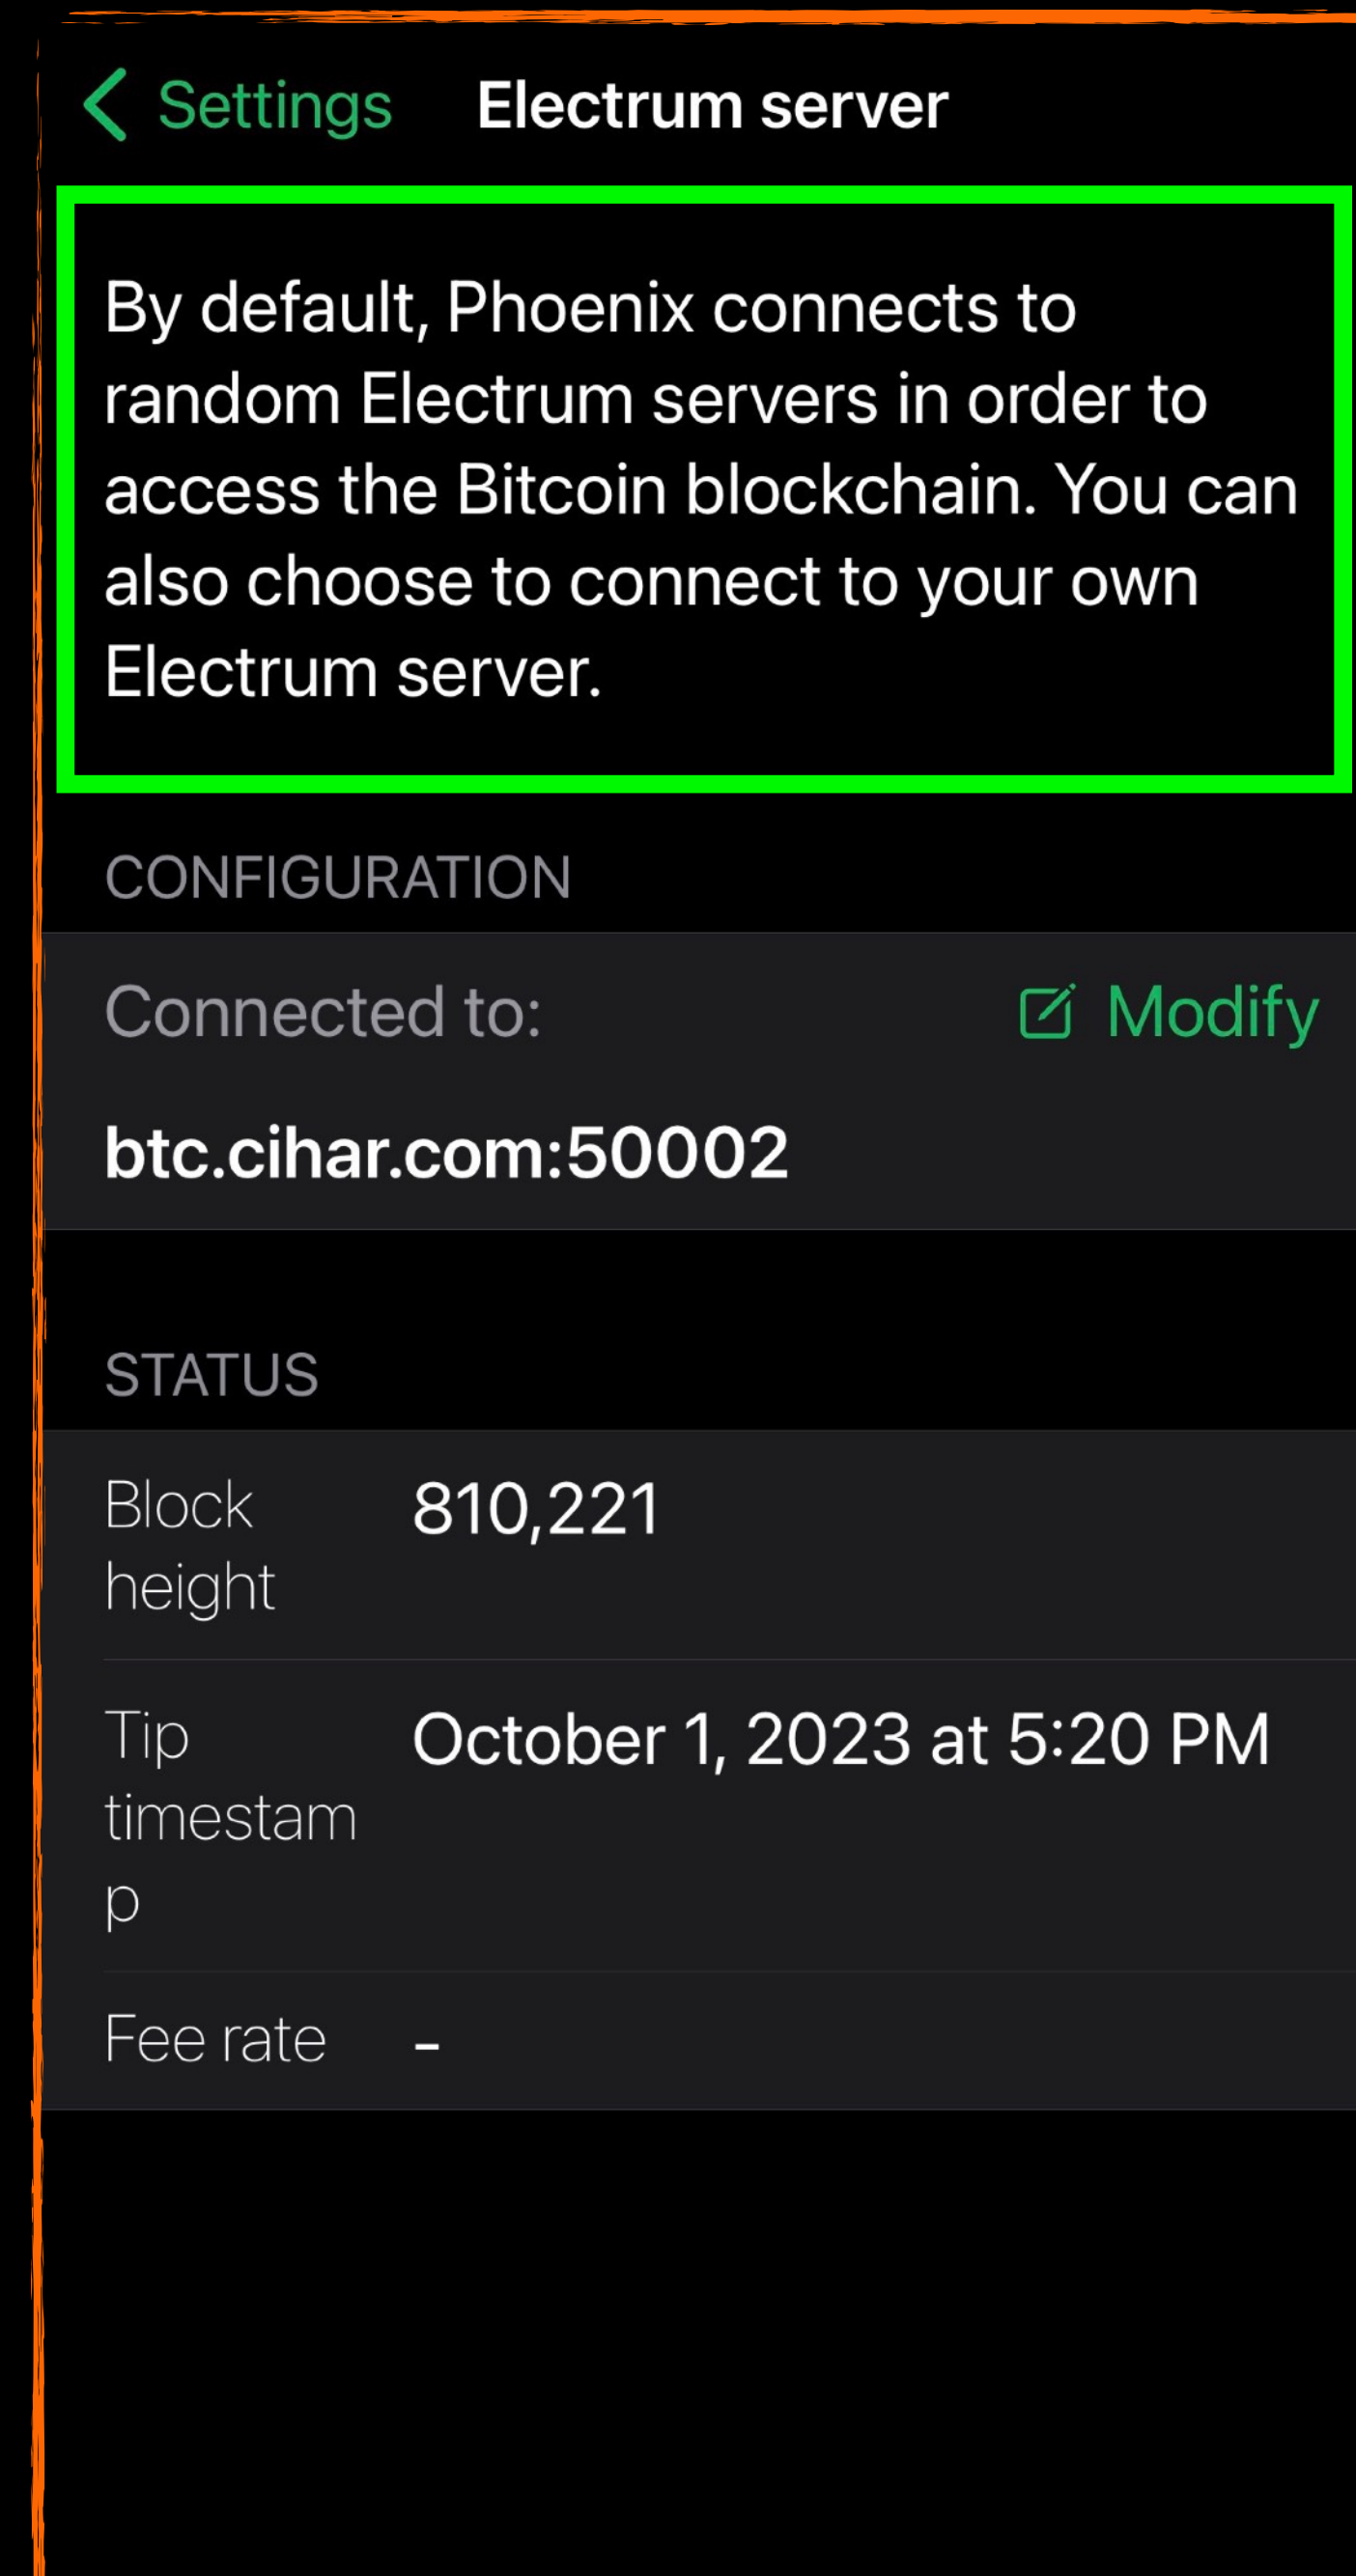 Settings
Electrum server
By default, Phoenix connects to
random Electrum servers in order to
access the Bitcoin blockchain. You can
also choose to connect to your own
Electrum server.
CONFIGURATION
Connected to:
Modify
btc.cihar.com:50002
STATUS
Block
height
810,221
Tip
timestam
p
October 1, 2023 at 5:20 PM
Fee rate
-